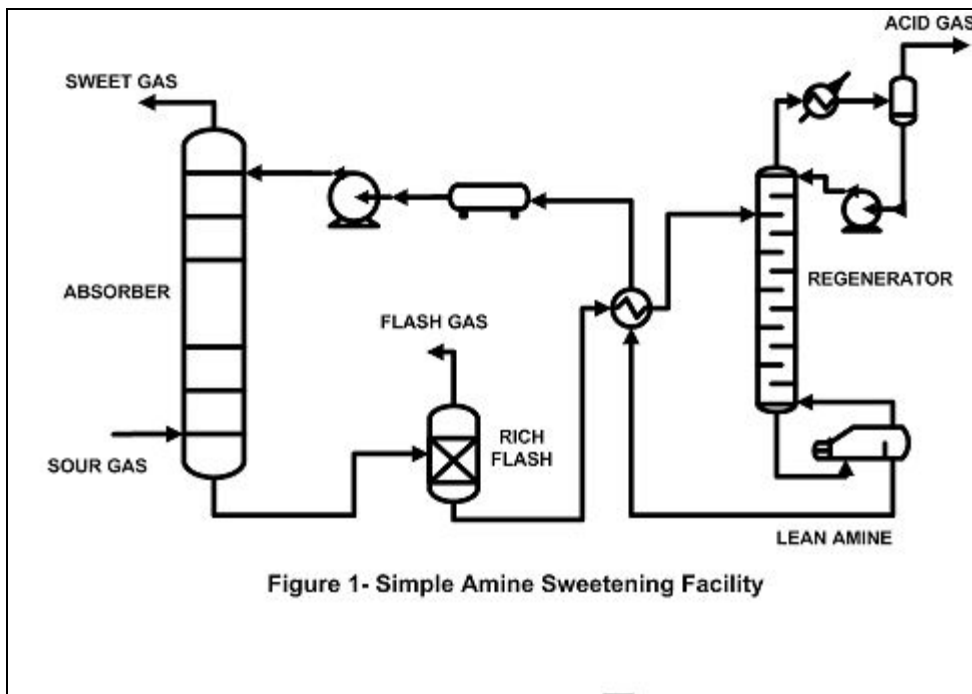 ACID GAS
SWEET GAS
ABSORBER
REGENERATOR
FLASH GAS
RICH
FLASH
SOUR GAS
LEAN AMINE
Figure 1- Simple Amine Sweetening Facility